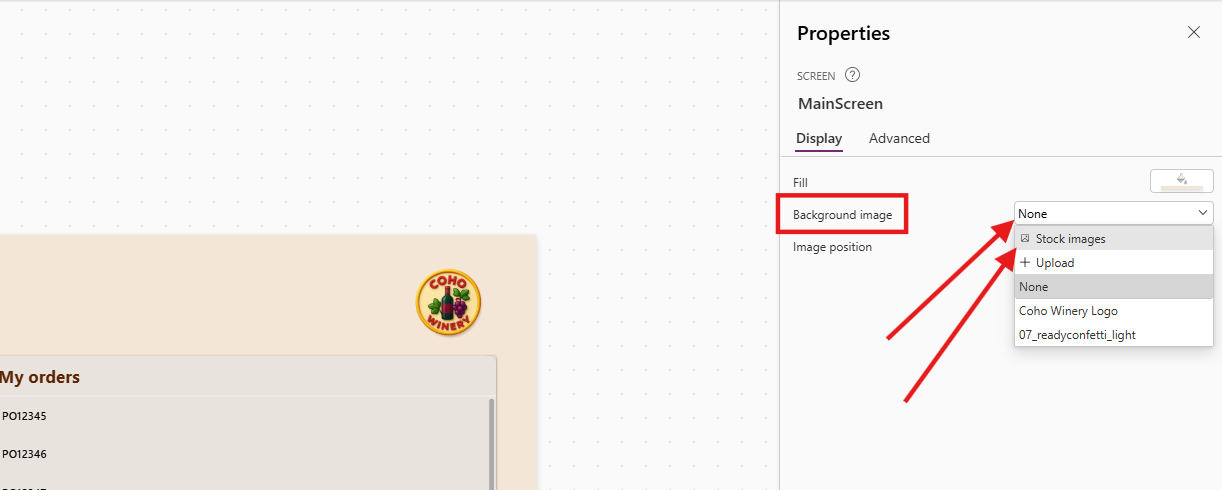 Properties
SCREEN ?
MainScreen
Display Advanced
Fill
Background image None
Stock images
Image position
+ Upload
None
Coho Winery Logo
07_readyconfetti_light
COHO
WINERY
My orders
PO12345
PO12346